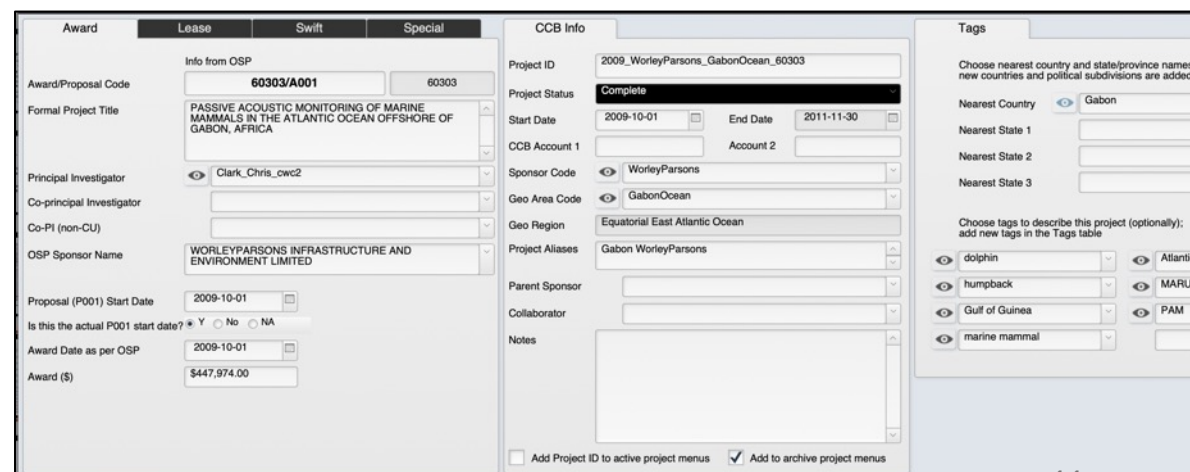 Award Lease Swift Special
Info from OSP
Award/Proposal Code 60303/A001 60303
Formal Project Title
PASSIVE ACOUSTIC MONITORING OF MARINE
MAMMALS IN THE ATLANTIC OCEAN OFFSHORE OF
GABON, AFRICA
Principal Investigator Clark_Chris_cwc2
Co-principal Investigator
Co-PI (non-CU)
OSP Sponsor Name
WORLEYPARSONS INFRASTRUCTURE AND
ENVIRONMENT LIMITED
Proposal (P001) Start Date 2009-10-01
Is this the actual P001 start date? Y No NA
Award Date as per OSP 2009-10-01
Award ($) $447,974.00
CCB Info
Project ID 2009_WorleyParsons_GabonOcean_60303
Project Status Complete
Start Date 2009-10-01 End Date 2011-11-30
CCB Account 1 Account 2
Sponsor Code WorleyParsons
Geo Area Code GabonOcean
Geo Region Equatorial East Atlantic Ocean
Project Aliases Gabon WorleyParsons
Parent Sponsor
Collaborator
Notes
Add Project ID to active project menus Add to archive project menus
Tags
Choose nearest country and state/province names
new countries and political subdivisions are added
Nearest Country Gabon
Nearest State 1
Nearest State 2
Nearest State 3
Choose tags to describe this project (optionally);
add new tags in the Tags table
dolphin Atlanti
humpback MARU
Gulf of Guinea PAM
marine mammal